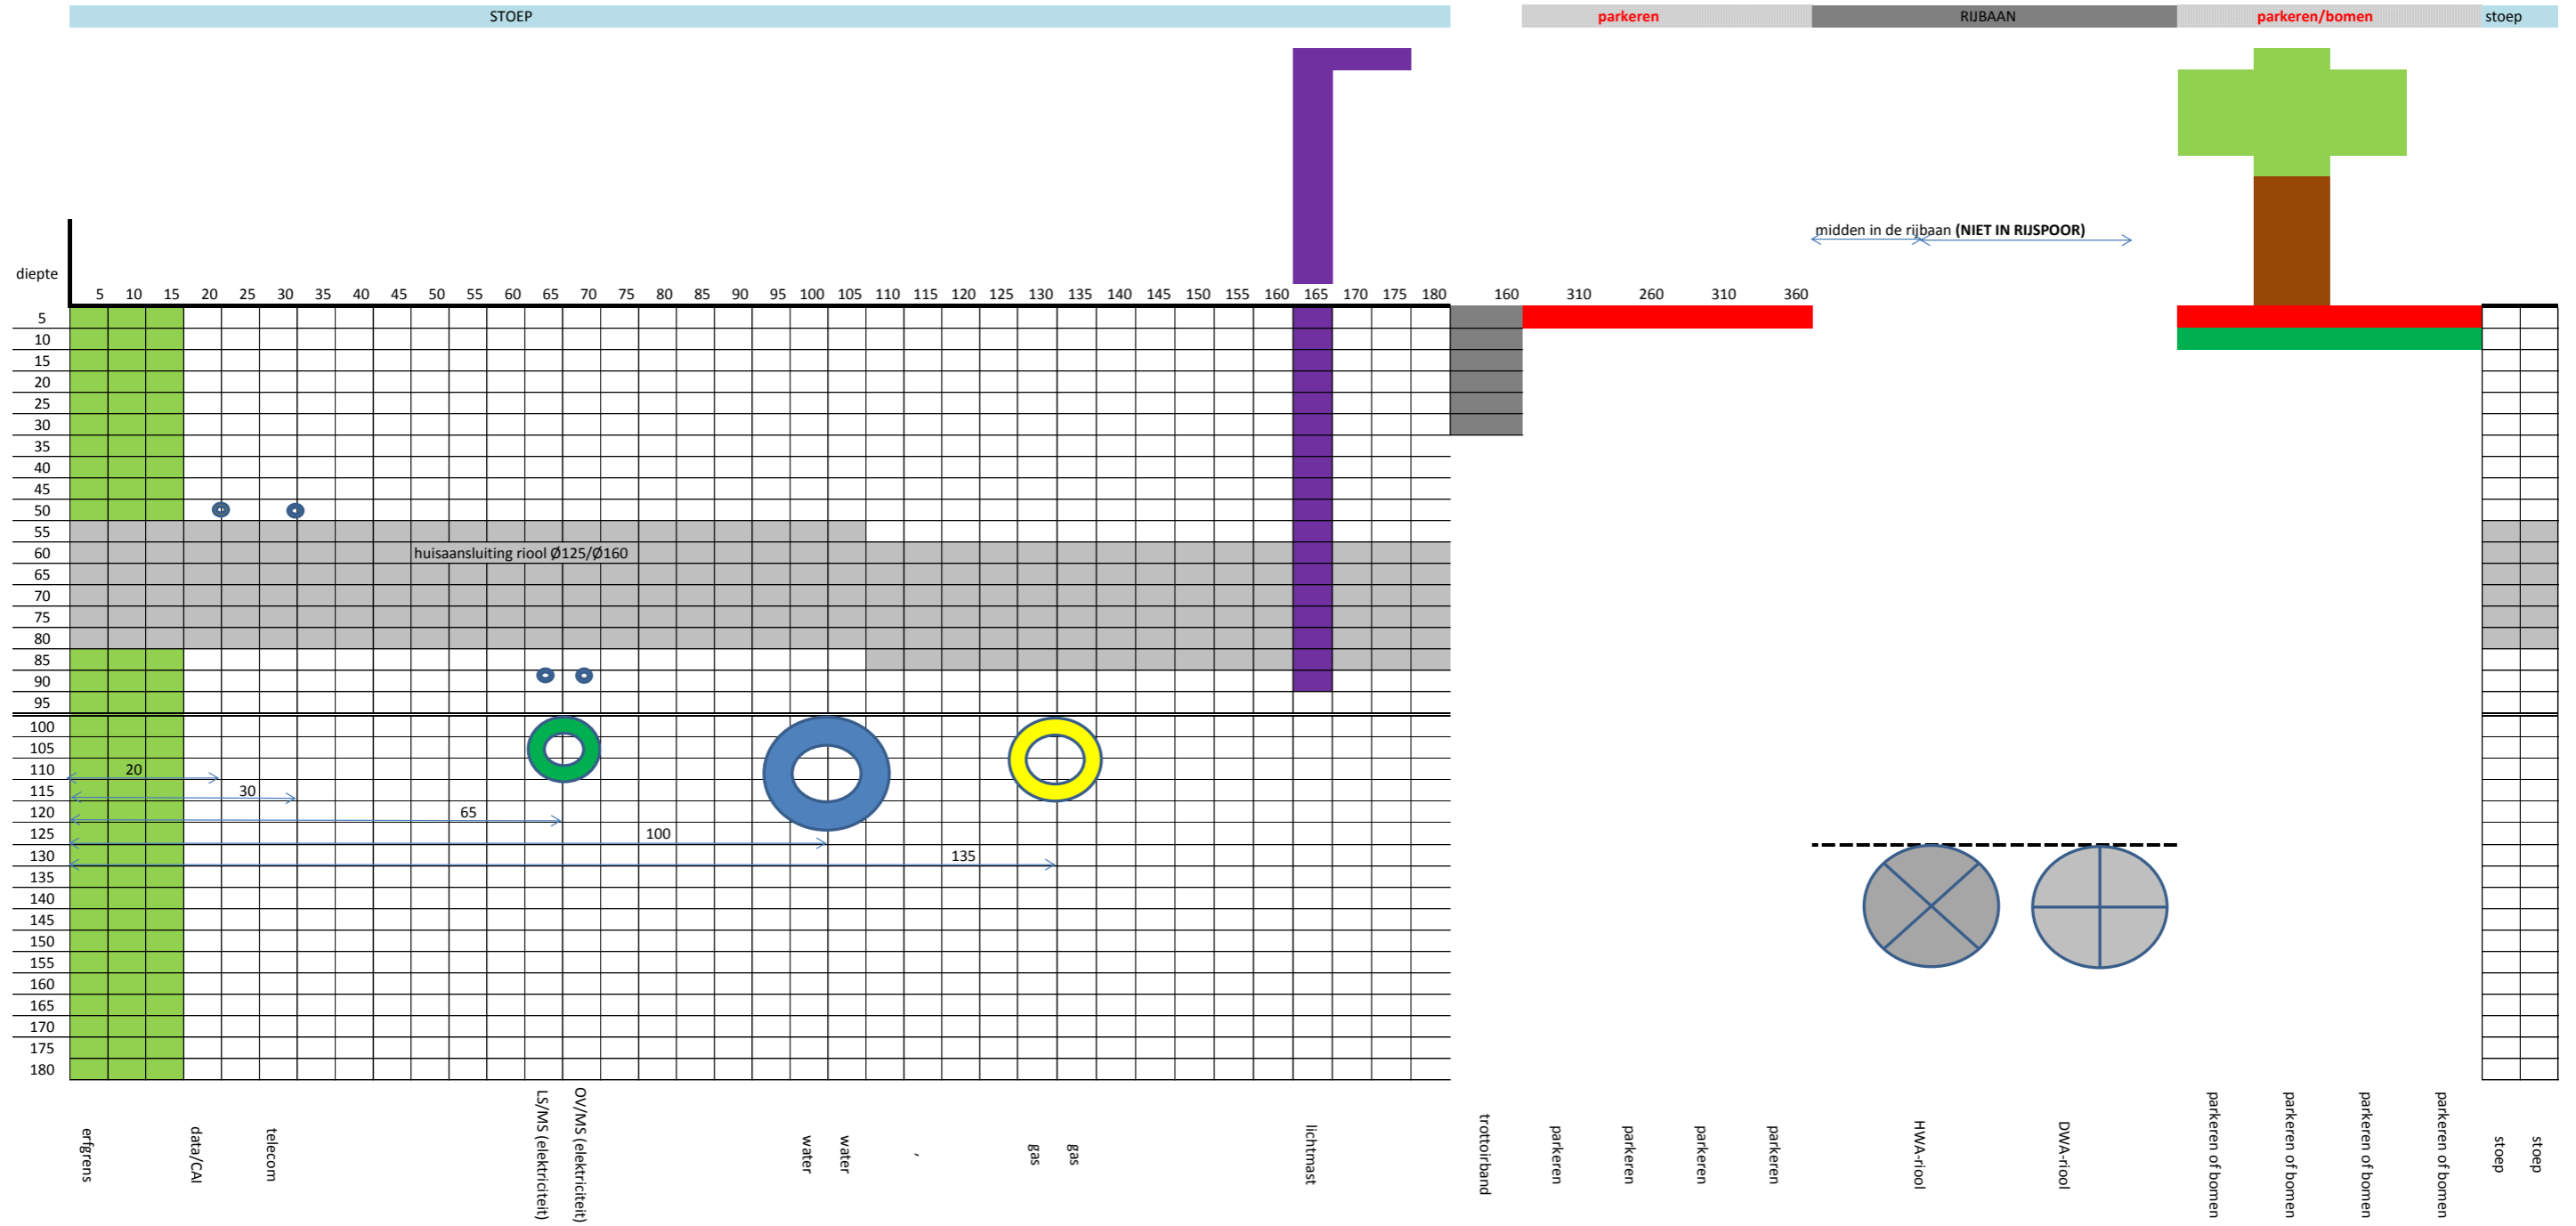 STOEP parkeren RIJBAAN parkeren/bomen stoep
midden in de rijbaan (NIET IN RIJSPOOR)
diepte
5 10 15 20 25 30 35 40 45 50 55 60 65 70 75 80 85 90 95 100 105 110 115 120 125 130 135 140 145 150 155 160 165 170 175 180 160 310 260 310 360
5
10
15
20
25
30
35
40
45
50
55
60 huisaansluiting riool Ø125/Ø160
65
70
75
80
85
90
95
100
105
110 20
115 30
120 65
125 100
130 135
135
140
145
150
155
160
165
170
175
180
erfgrens
data/CAI
telecom
LS/MS (elektriciteit)
OV/MS (elektriciteit)
water
water
,
gas
gas
lichtmast
trottoirband
parkeren
parkeren
parkeren
parkeren
HWA-riool
DWA-riool
parkeren of bomen
parkeren of bomen
parkeren of bomen
parkeren of bomen
stoep
stoep